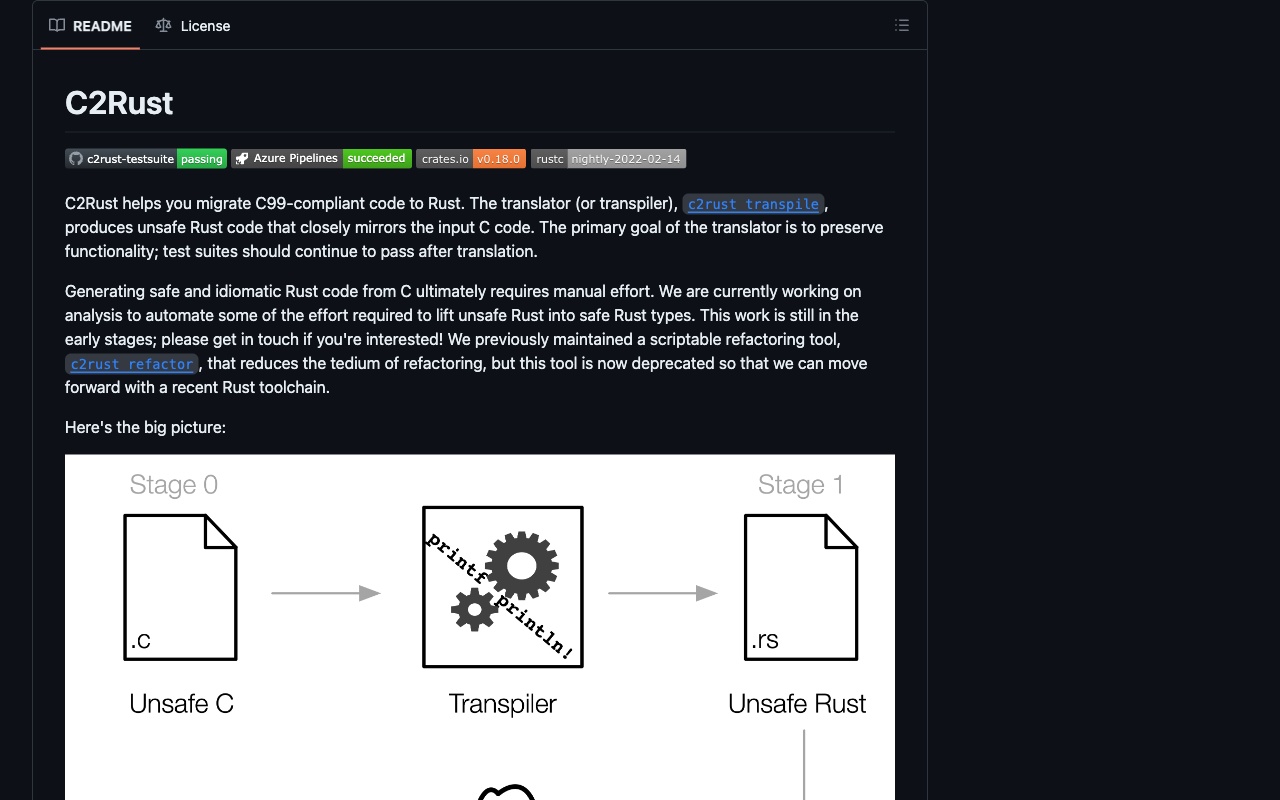 README License
C2Rust
c2rust-testsuite passing Azure Pipelines succeeded crates.io v0.18.0 rustc nightly-2022-02-14
C2Rust helps you migrate C99-compliant code to Rust. The translator (or transpiler), c2rust transpile,
produces unsafe Rust code that closely mirrors the input C code. The primary goal of the translator is to preserve
functionality; test suites should continue to pass after translation.
Generating safe and idiomatic Rust code from C ultimately requires manual effort. We are currently working on
analysis to automate some of the effort required to lift unsafe Rust into safe Rust types. This work is still in the
early stages; please get in touch if you're interested! We previously maintained a scriptable refactoring tool,
c2rust refactor, that reduces the tedium of refactoring, but this tool is now deprecated so that we can move
forward with a recent Rust toolchain.
Here's the big picture:
Stage 0
Stage 1
printf
println!
.c
.rs
Unsafe C
Transpiler
Unsafe Rust